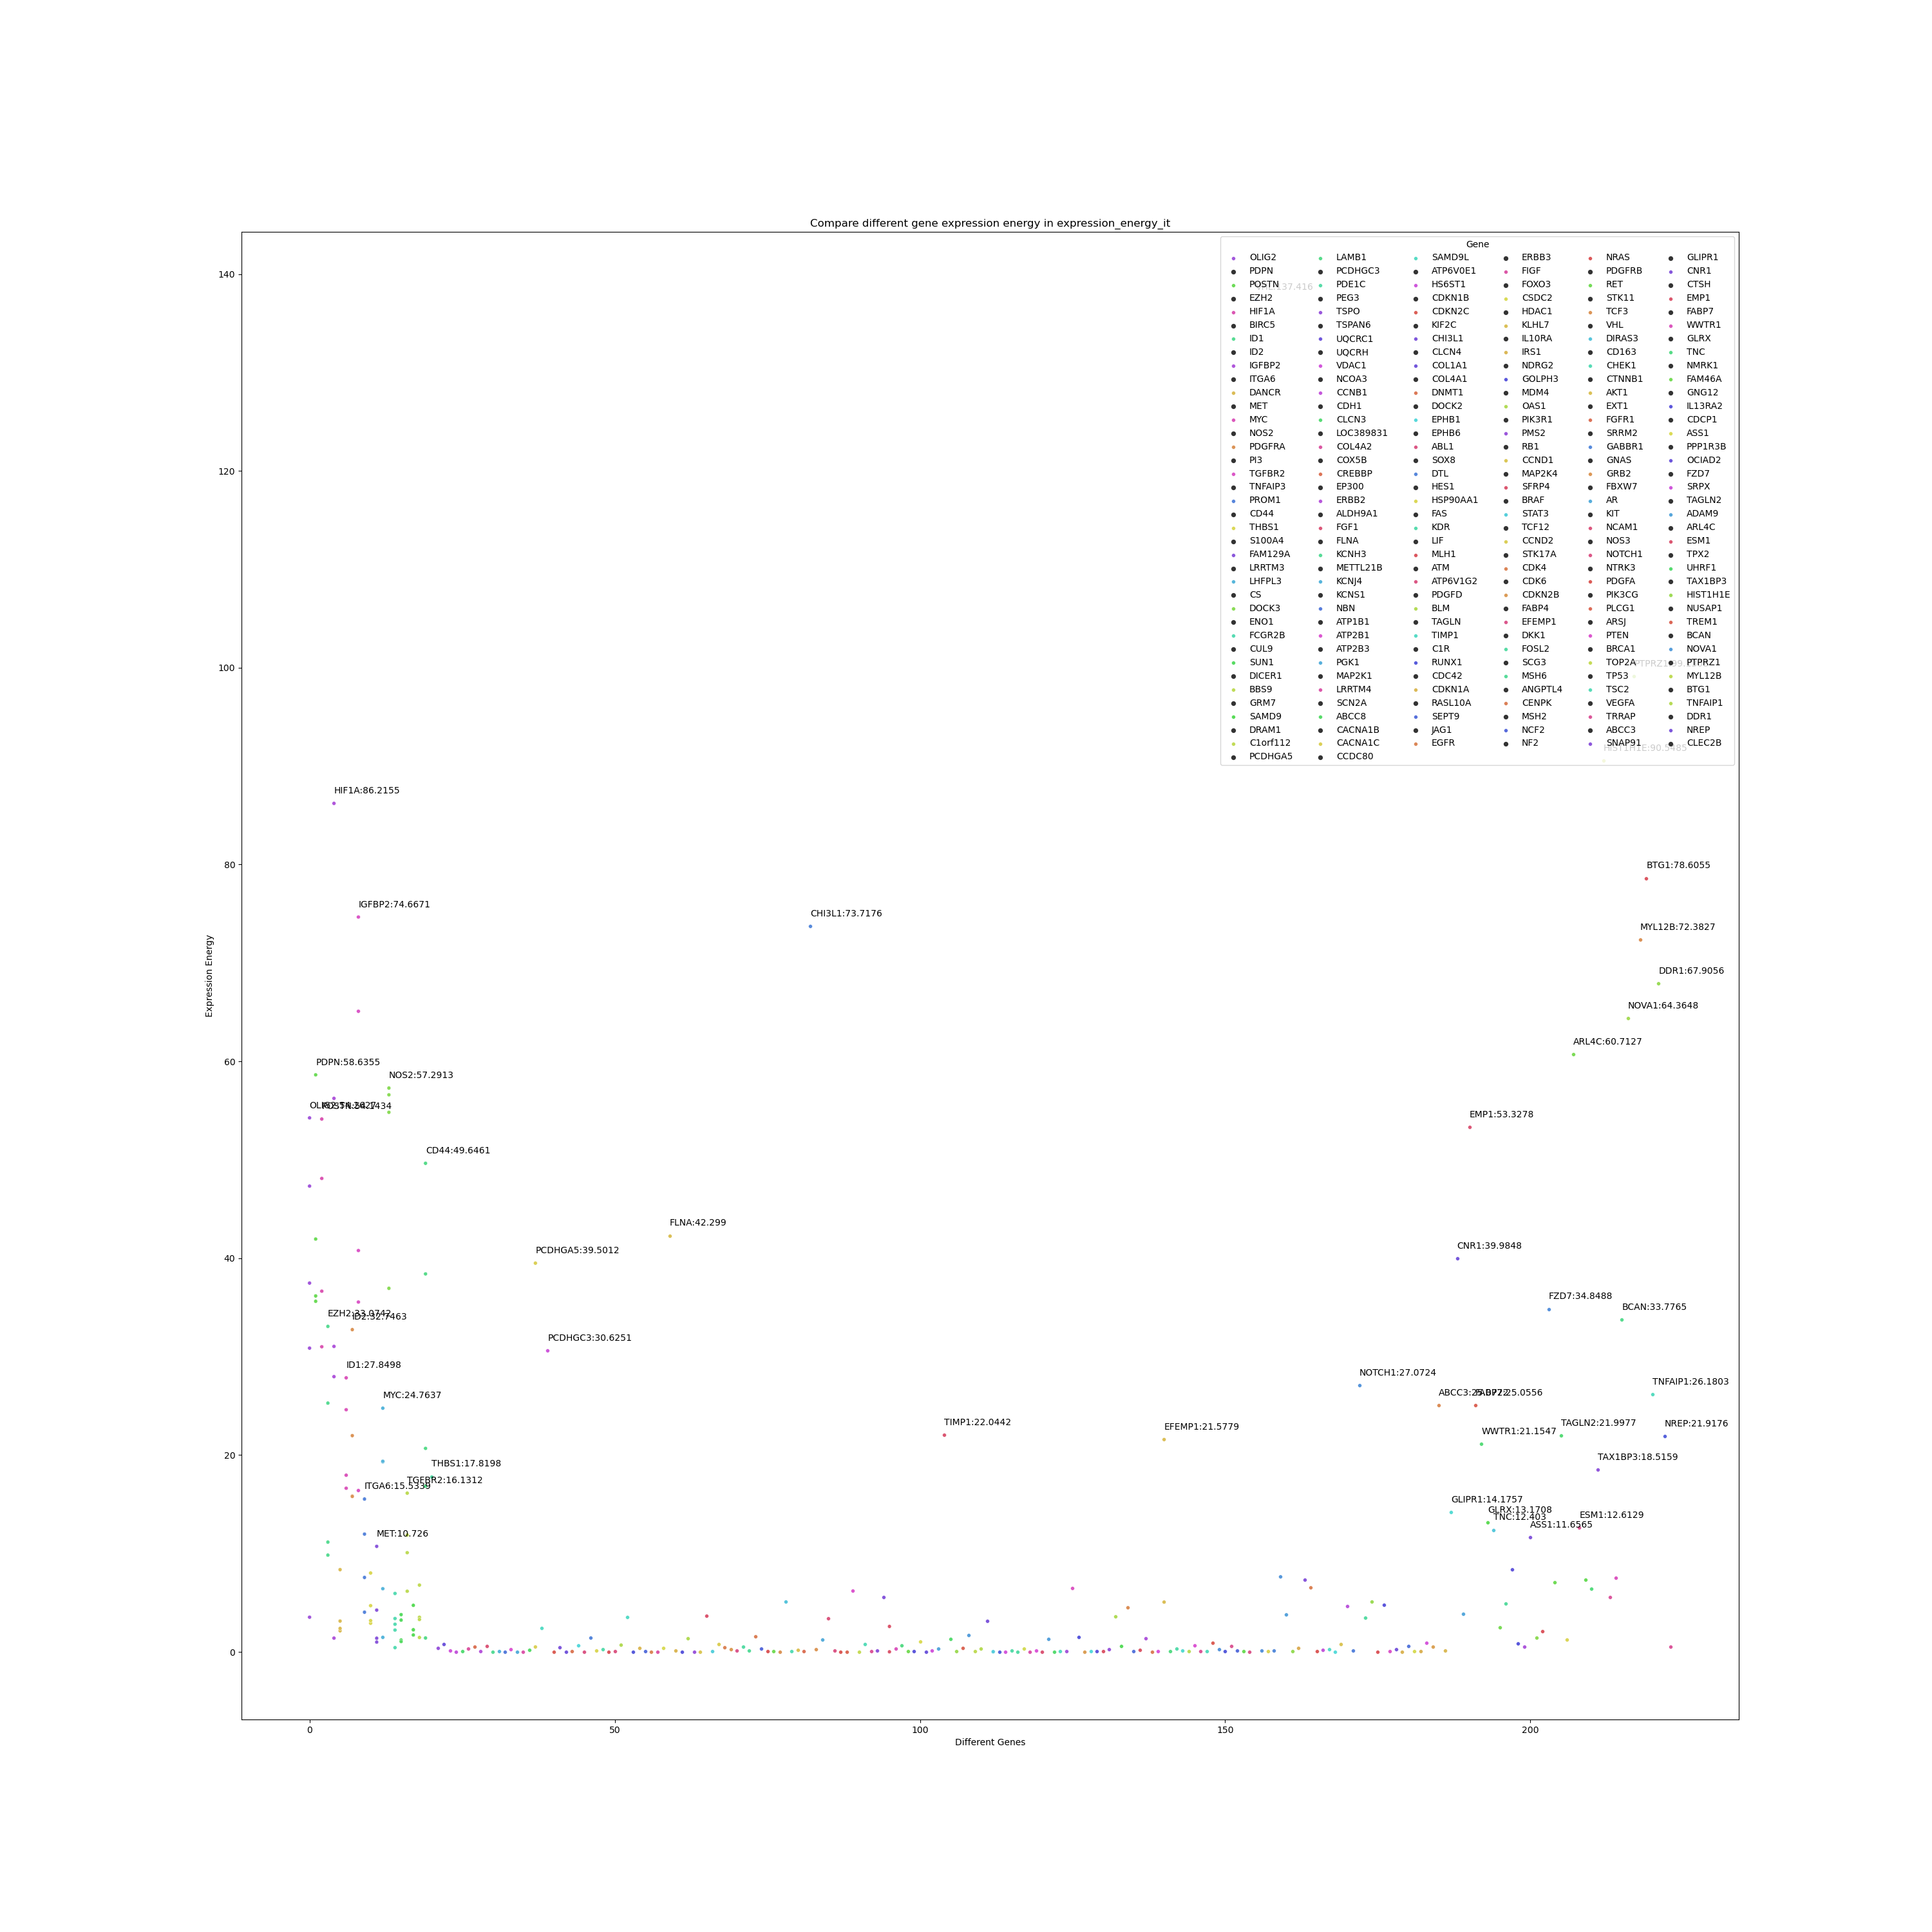 Compare different gene expression energy in expression_energy_it
Gene
OLIG2 LAMB1 SAMD9L ERBB3 NRAS GLIPR1
PDPN PCDHGC3 ATP6V0E1 FIGF PDGFRB CNR1
POSTN PDE1C HS6ST1 FOXO3 RET CTSH
EZH2 PEG3 CDKN1B CSDC2 STK11 EMP1
HIF1A TSPO CDKN2C HDAC1 TCF3 FABP7
BIRC5 TSPAN6 KIF2C KLHL7 VHL WWTR1
ID1 UQCRC1 CHI3L1 IL10RA DIRAS3 GLRX
ID2 UQCRH CLCN4 IRS1 CD163 TNC
IGFBP2 VDAC1 COL1A1 NDRG2 CHEK1 NMRK1
ITGA6 NCOA3 COL4A1 GOLPH3 CTNNB1 FAM46A
DANCR CCNB1 DNMT1 MDM4 AKT1 GNG12
MET CDH1 DOCK2 OAS1 EXT1 IL13RA2
MYC CLCN3 EPHB1 PIK3R1 FGFR1 CDCP1
NOS2 LOC389831 EPHB6 PMS2 SRRM2 ASS1
PDGFRA COL4A2 ABL1 RB1 GABBR1 PPP1R3B
PI3 COX5B SOX8 CCND1 GNAS OCIAD2
TGFBR2 CREBBP DTL MAP2K4 GRB2 FZD7
TNFAIP3 EP300 HES1 SFRP4 FBXW7 SRPX
PROM1 ERBB2 HSP90AA1 BRAF AR TAGLN2
CD44 ALDH9A1 FAS STAT3 KIT ADAM9
THBS1 FGF1 KDR TCF12 NCAM1 ARL4C
S100A4 FLNA LIF CCND2 NOS3 ESM1
FAM129A KCNH3 MLH1 STK17A NOTCH1 TPX2
LRRTM3 METTL21B ATM CDK4 NTRK3 UHRF1
LHFPL3 KCNJ4 ATP6V1G2 CDK6 PDGFA TAX1BP3
CS KCNS1 PDGFD CDKN2B PIK3CG HIST1H1E
DOCK3 NBN BLM FABP4 PLCG1 NUSAP1
ENO1 ATP1B1 TAGLN EFEMP1 ARSJ TREM1
FCGR2B ATP2B1 TIMP1 DKK1 PTEN BCAN
CUL9 ATP2B3 C1R FOSL2 BRCA1 NOVA1
SUN1 PGK1 RUNX1 SCG3 TOP2A PTPRZ1
DICER1 MAP2K1 CDC42 MSH6 TP53 MYL12B
BBS9 LRRTM4 CDKN1A ANGPTL4 TSC2 BTG1
GRM7 SCN2A RASL10A CENPK VEGFA TNFAIP1
SAMD9 ABCC8 SEPT9 MSH2 TRRAP DDR1
DRAM1 CACNA1B JAG1 NCF2 ABCC3 NREP
C1orf112 CACNA1C EGFR NF2 SNAP91 CLEC2B
PCDHGA5 CCDC80
140
120
100
80
60
40
20
0
Expression Energy
HIF1A:86.2155
BTG1:78.6055
IGFBP2:74.6671
CHI3L1:73.7176
MYL12B:72.3827
DDR1:67.9056
NOVA1:64.3648
ARL4C:60.7127
PDPN:58.6355
NOS2:57.2913
EMP1:53.3278
CD44:49.6461
FLNA:42.299
PCDHGA5:39.5012
CNR1:39.9848
FZD7:34.8488
BCAN:33.7765
EZH2:33.0742
ID2:32.7463
PCDHGC3:30.6251
ID1:27.8498
NOTCH1:27.0724
TNFAIP1:26.1803
MYC:24.7637
TIMP1:22.0442
EFEMP1:21.5779
TAGLN2:21.9977
NREP:21.9176
WWTR1:21.1547
TAX1BP3:18.5159
THBS1:17.8198
TGFBR2:16.1312
ITGA6:15.5339
GLIPR1:14.1757
GLRX:13.1708
TNC:12.403
ESM1:12.6129
ASS1:11.6565
MET:10.726
0 50 100 150 200
Different Genes